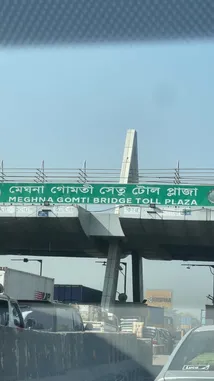 মেঘনা গোমতী সেতু টোল প্লাজা
MEGHNA GOMTI BRIDGE TOLL PLAZA